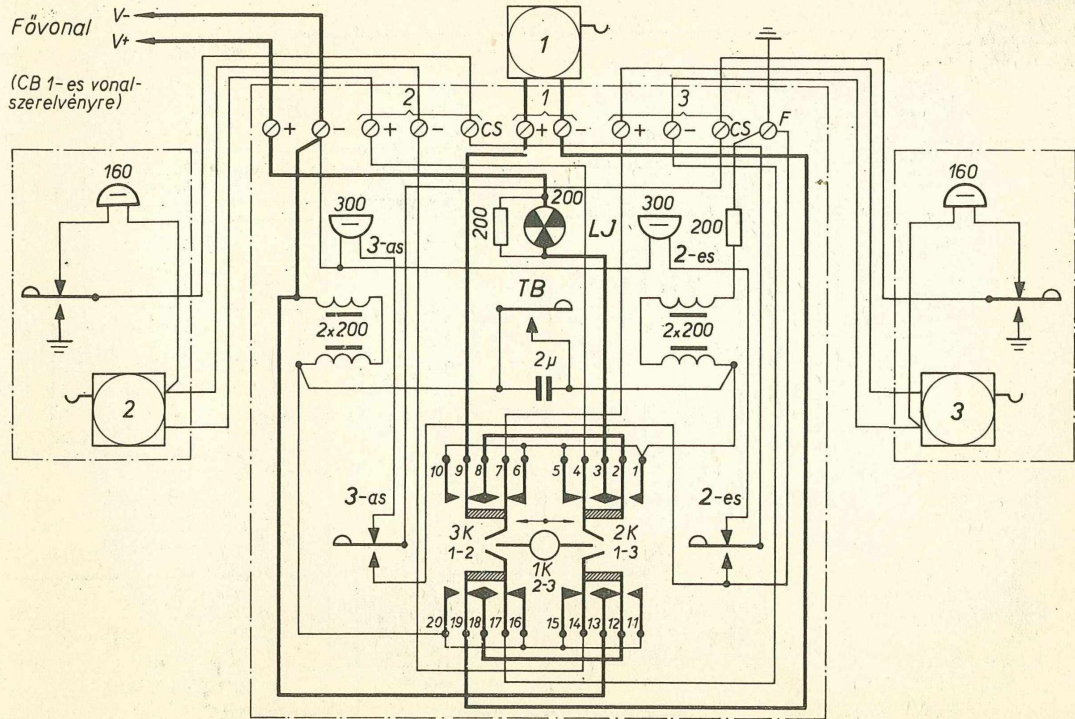 Fővonal
V-
V+
(CB 1-es vonal-
szerelvényre)
1
2
1
3
+
-
+
-
CS
+
-
+
-
CS
F
160
300
3-as
200
200
LJ
300
2-es
200
160
TB
2x200
2x200
2μ
2
3
10 9 8 7 6 5 4 3 2 1
3-as
3K
1-2
1K
2-3
2K
1-3
2-es
20 19 18 17 16 15 14 13 12 11